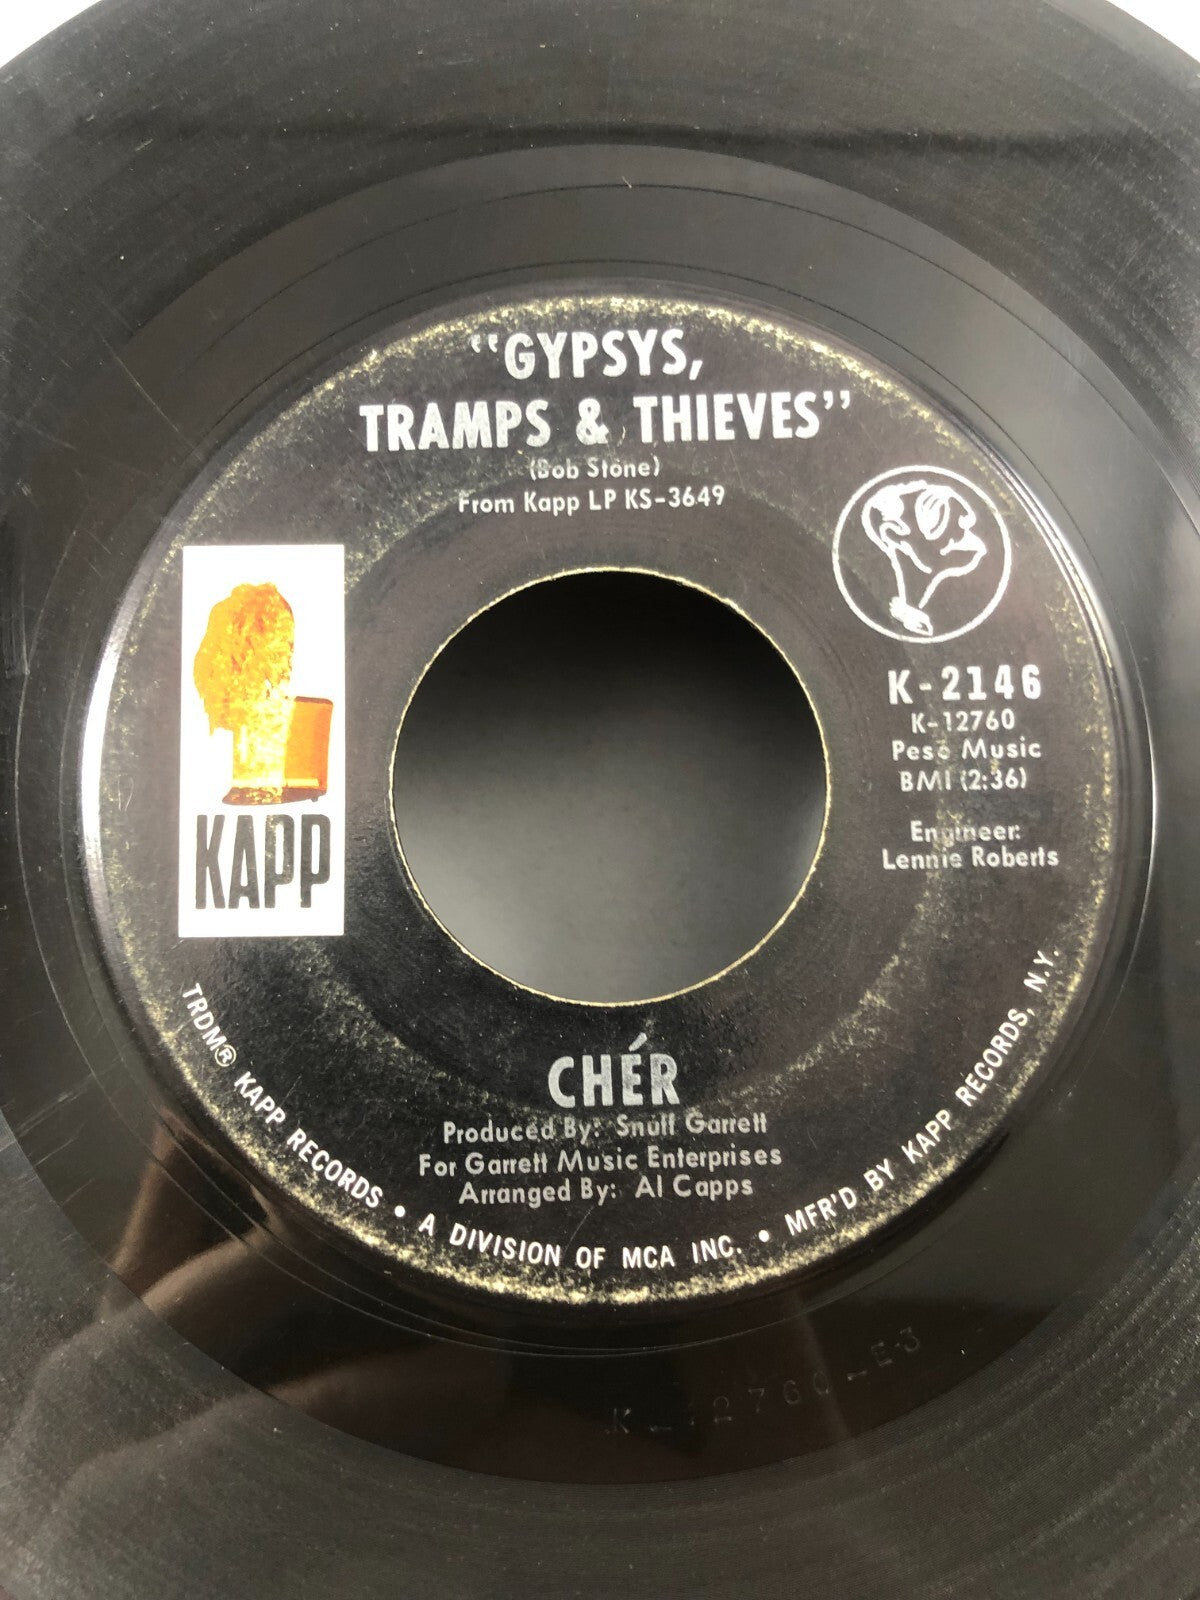 "GYPSYS,
TRAMPS & THIEVES"
(Bob Stone)
From Kapp LP KS-3649
KAPP
K-2146
K-12760
Peso Music
BMI (2:36)
Engineer:
Lennie Roberts
CHÉR
Produced By: Snuff Garrett
For Garrett Music Enterprises
Arranged By: Al Capps
TRDM® KAPP RECORDS • A DIVISION OF MCA INC. • MFR'D BY KAPP RECORDS, N.Y.
K-12760-E-3